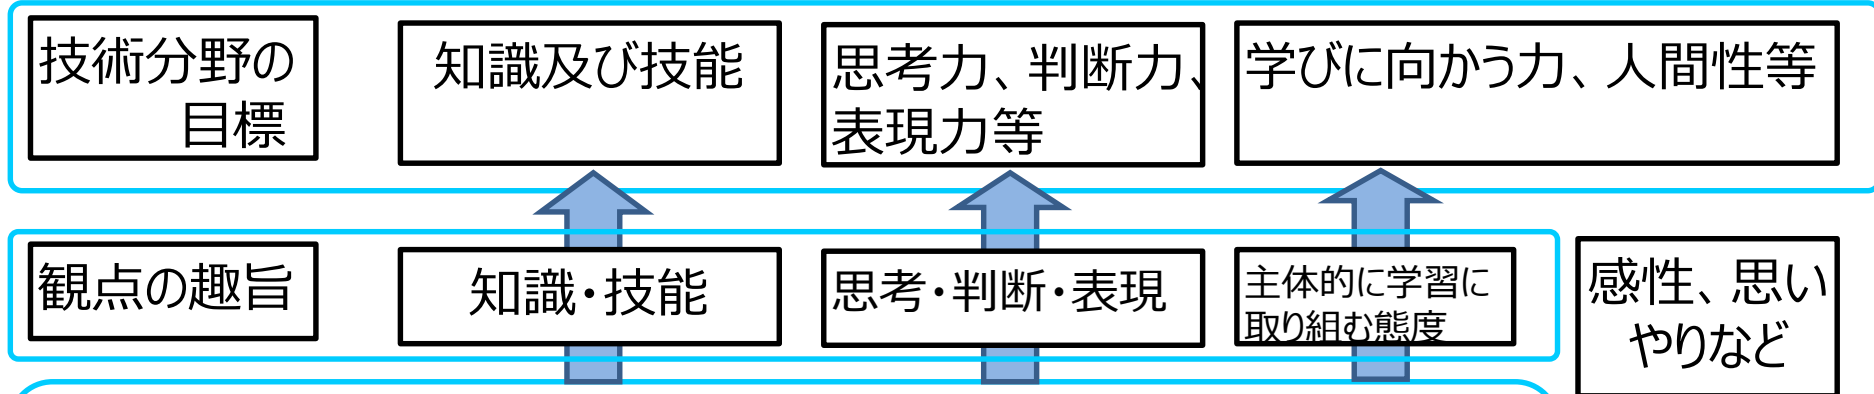 技術分野の
目標
知識及び技能
思考力、判断力、
表現力等
学びに向かう力、人間性等
観点の趣旨
知識・技能
思考・判断・表現
主体的に学習に
取り組む態度
感性、思い
やりなど